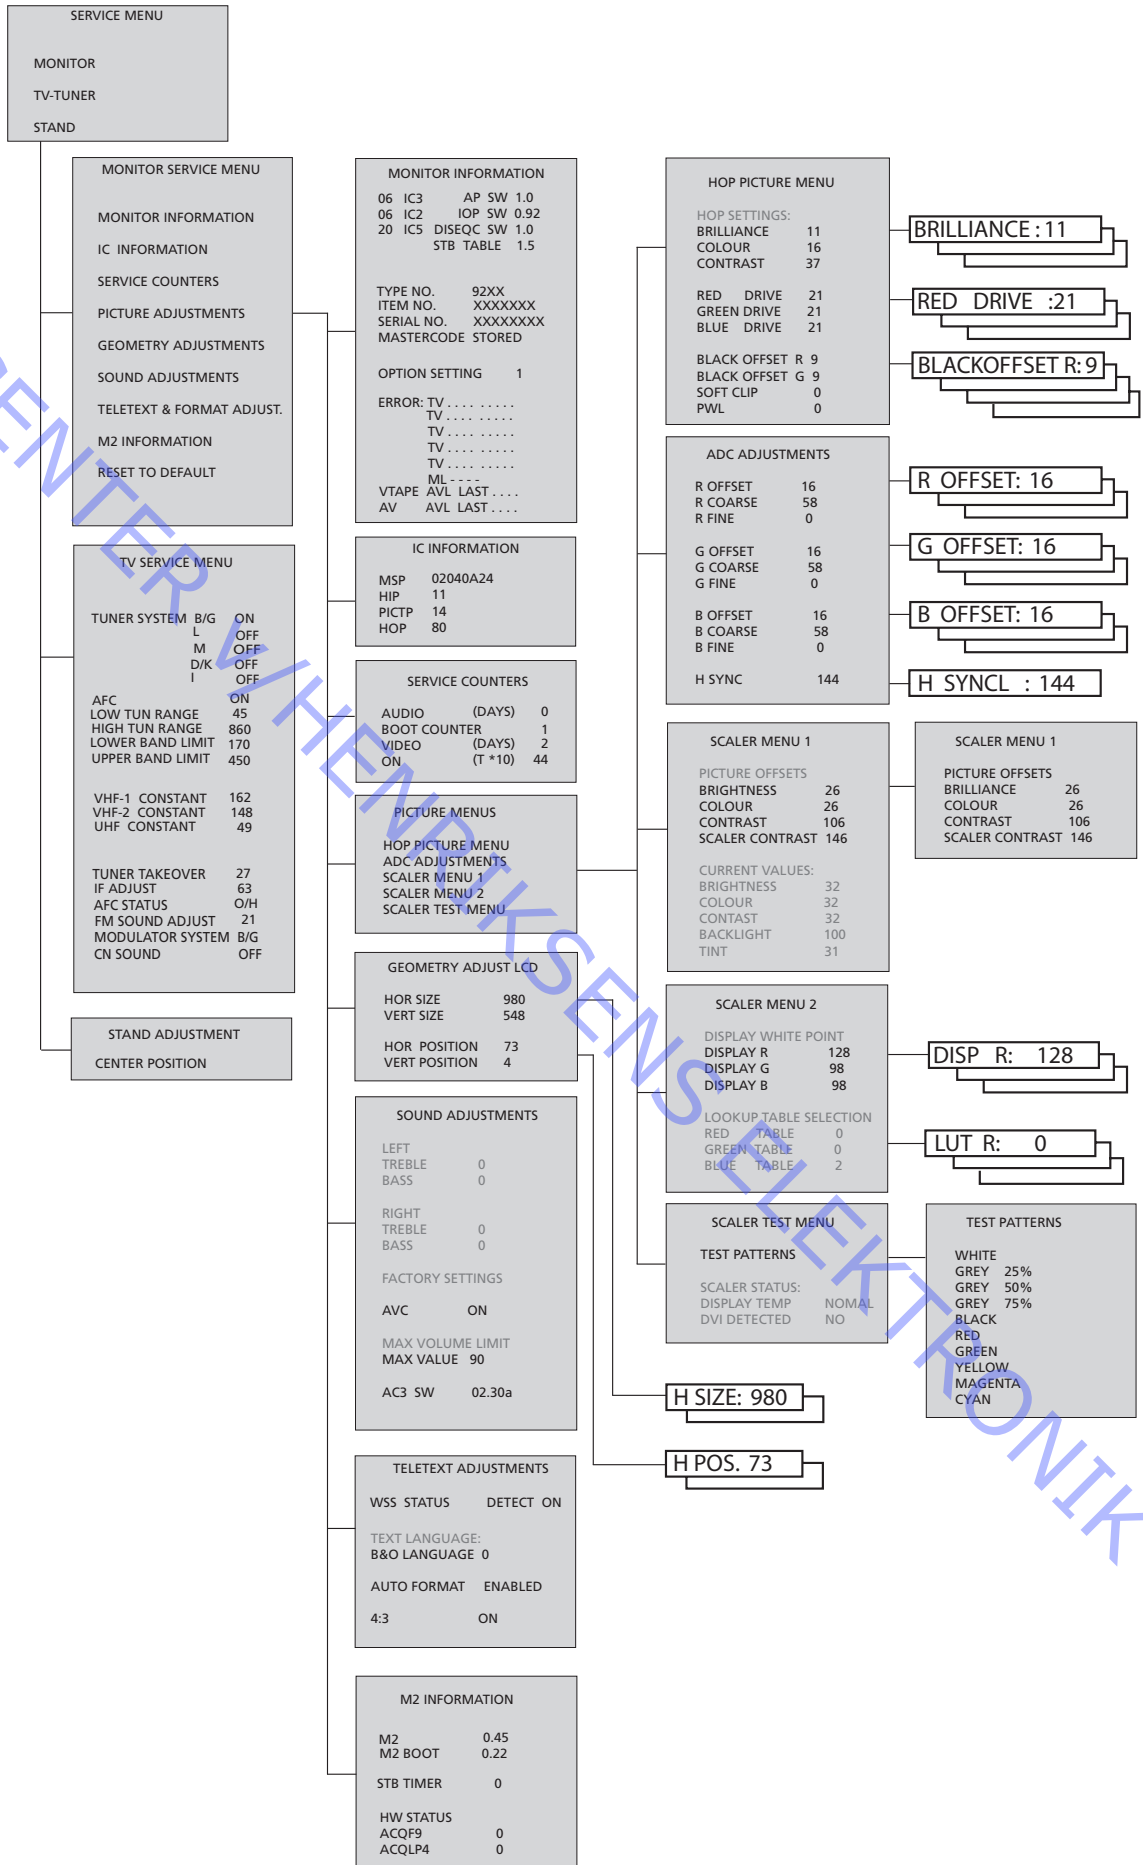 SERVICE MENU
MONITOR
TV-TUNER
STAND
MONITOR SERVICE MENU
MONITOR INFORMATION
IC INFORMATION
SERVICE COUNTERS
PICTURE ADJUSTMENTS
GEOMETRY ADJUSTMENTS
SOUND ADJUSTMENTS
TELETEXT & FORMAT ADJUST.
M2 INFORMATION
RESET TO DEFAULT
TV SERVICE MENU
TUNER SYSTEM B/G ON
L OFF
M OFF
D/K OFF
I OFF
AFC ON
LOW TUN RANGE 45
HIGH TUN RANGE 860
LOWER BAND LIMIT 170
UPPER BAND LIMIT 450
VHF-1 CONSTANT 162
VHF-2 CONSTANT 148
UHF CONSTANT 49
TUNER TAKEOVER 27
IF ADJUST 63
AFC STATUS O/H
FM SOUND ADJUST 21
MODULATOR SYSTEM B/G
CN SOUND OFF
STAND ADJUSTMENT
CENTER POSITION
MONITOR INFORMATION
06 IC3 AP SW 1.0
06 IC2 IOP SW 0.92
20 IC5 DISEQC SW 1.0
STB TABLE 1.5
TYPE NO. 92XX
ITEM NO. XXXXXXX
SERIAL NO. XXXXXXXX
MASTERCODE STORED
OPTION SETTING 1
ERROR: TV . . . . . . . . .
TV . . . . . . . . .
TV . . . . . . . . .
TV . . . . . . . . .
TV . . . . . . . . .
ML - - - -
VTAPE AVL LAST . . . .
AV AVL LAST . . . .
IC INFORMATION
MSP 02040A24
HIP 11
PICTP 14
HOP 80
SERVICE COUNTERS
AUDIO (DAYS) 0
BOOT COUNTER 1
VIDEO (DAYS) 2
ON (T *10) 44
PICTURE MENUS
HOP PICTURE MENU
ADC ADJUSTMENTS
SCALER MENU 1
SCALER MENU 2
SCALER TEST MENU
GEOMETRY ADJUST LCD
HOR SIZE 980
VERT SIZE 548
HOR POSITION 73
VERT POSITION 4
SOUND ADJUSTMENTS
LEFT
TREBLE 0
BASS 0
RIGHT
TREBLE 0
BASS 0
FACTORY SETTINGS
AVC ON
MAX VOLUME LIMIT
MAX VALUE 90
AC3 SW 02.30a
TELETEXT ADJUSTMENTS
WSS STATUS DETECT ON
TEXT LANGUAGE:
B&O LANGUAGE 0
AUTO FORMAT ENABLED
4:3 ON
M2 INFORMATION
M2 0.45
M2 BOOT 0.22
STB TIMER 0
HW STATUS
ACQF9 0
ACQLP4 0
HOP PICTURE MENU
HOP SETTINGS:
BRILLIANCE 11
COLOUR 16
CONTRAST 37
RED DRIVE 21
GREEN DRIVE 21
BLUE DRIVE 21
BLACK OFFSET R 9
BLACK OFFSET G 9
SOFT CLIP 0
PWL 0
BRILLIANCE : 11
RED DRIVE :21
BLACKOFFSET R: 9
ADC ADJUSTMENTS
R OFFSET 16
R COARSE 58
R FINE 0
G OFFSET 16
G COARSE 58
G FINE 0
B OFFSET 16
B COARSE 58
B FINE 0
H SYNC 144
R OFFSET: 16
G OFFSET: 16
B OFFSET: 16
H SYNCL : 144
SCALER MENU 1
PICTURE OFFSETS
BRIGHTNESS 26
COLOUR 26
CONTRAST 106
SCALER CONTRAST 146
CURRENT VALUES:
BRIGHTNESS 32
COLOUR 32
CONTAST 32
BACKLIGHT 100
TINT 31
SCALER MENU 1
PICTURE OFFSETS
BRILLIANCE 26
COLOUR 26
CONTRAST 106
SCALER CONTRAST 146
SCALER MENU 2
DISPLAY WHITE POINT
DISPLAY R 128
DISPLAY G 98
DISPLAY B 98
LOOKUP TABLE SELECTION
RED TABLE 0
GREEN TABLE 0
BLUE TABLE 2
DISP R: 128
LUT R: 0
SCALER TEST MENU
TEST PATTERNS
SCALER STATUS:
DISPLAY TEMP NOMAL
DVI DETECTED NO
TEST PATTERNS
WHITE
GREY 25%
GREY 50%
GREY 75%
BLACK
RED
GREEN
YELLOW
MAGENTA
CYAN
H SIZE: 980
H POS. 73
CENTER V/HENRIKSENS ELEKTRONIK